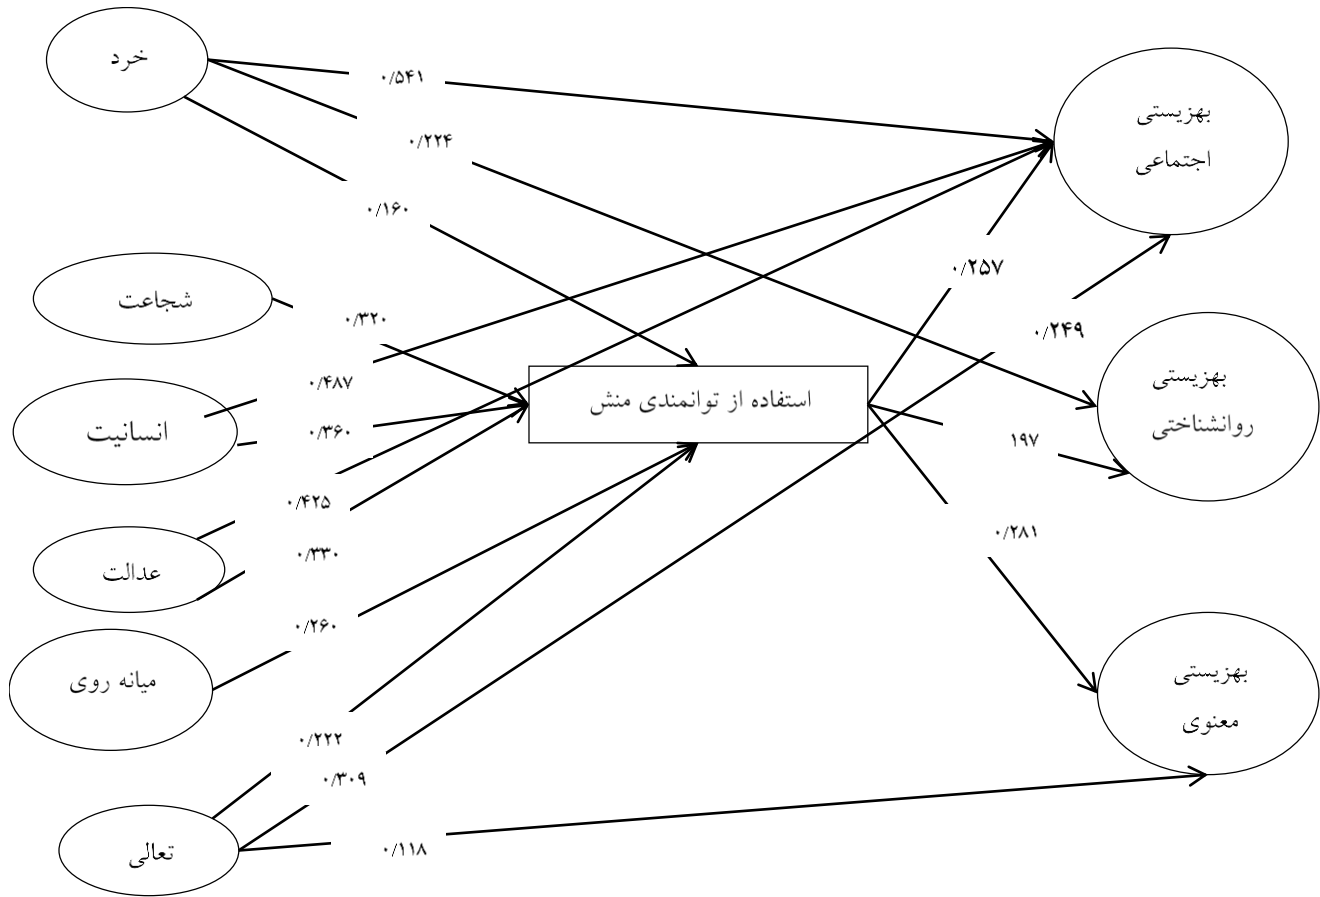 خرد
۰/۵۴۱
۰/۲۲۴
۰/۱۶۰
بهزیستی
اجتماعی
شجاعت
۰/۳۲۰
۰/۲۵۷
۰/۲۴۹
انسانیت
۰/۴۸۷
۰/۳۶۰
استفاده از توانمندی منش
بهزیستی
روانشناختی
۱۹۷
عدالت
۰/۴۲۵
۰/۳۳۰
۰/۲۸۱
میانه روی
۰/۲۶۰
بهزیستی
معنوی
تعالی
۰/۲۲۲
۰/۳۰۹
۰/۱۱۸